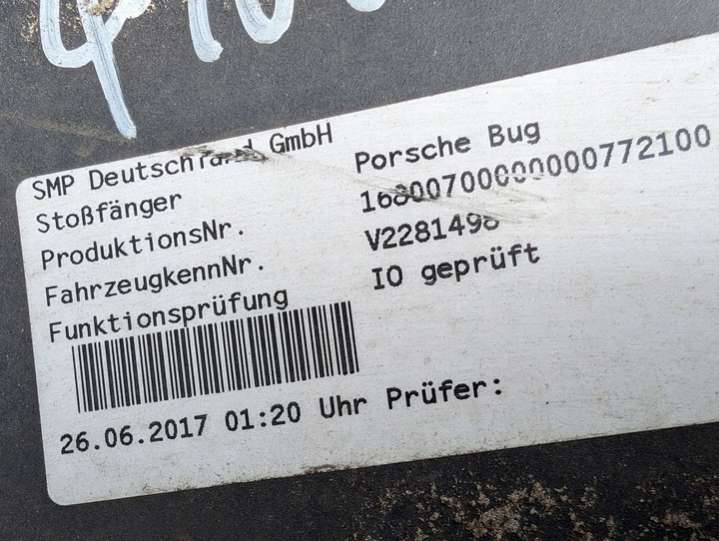 SMP Deutschland GmbH
Stoßfänger Porsche Bug
ProduktionsNr. 16800700000000772100
FahrzeugkennNr. V2281498
Funktionsprüfung IO geprüft
26.06.2017 01:20 Uhr Prüfer: